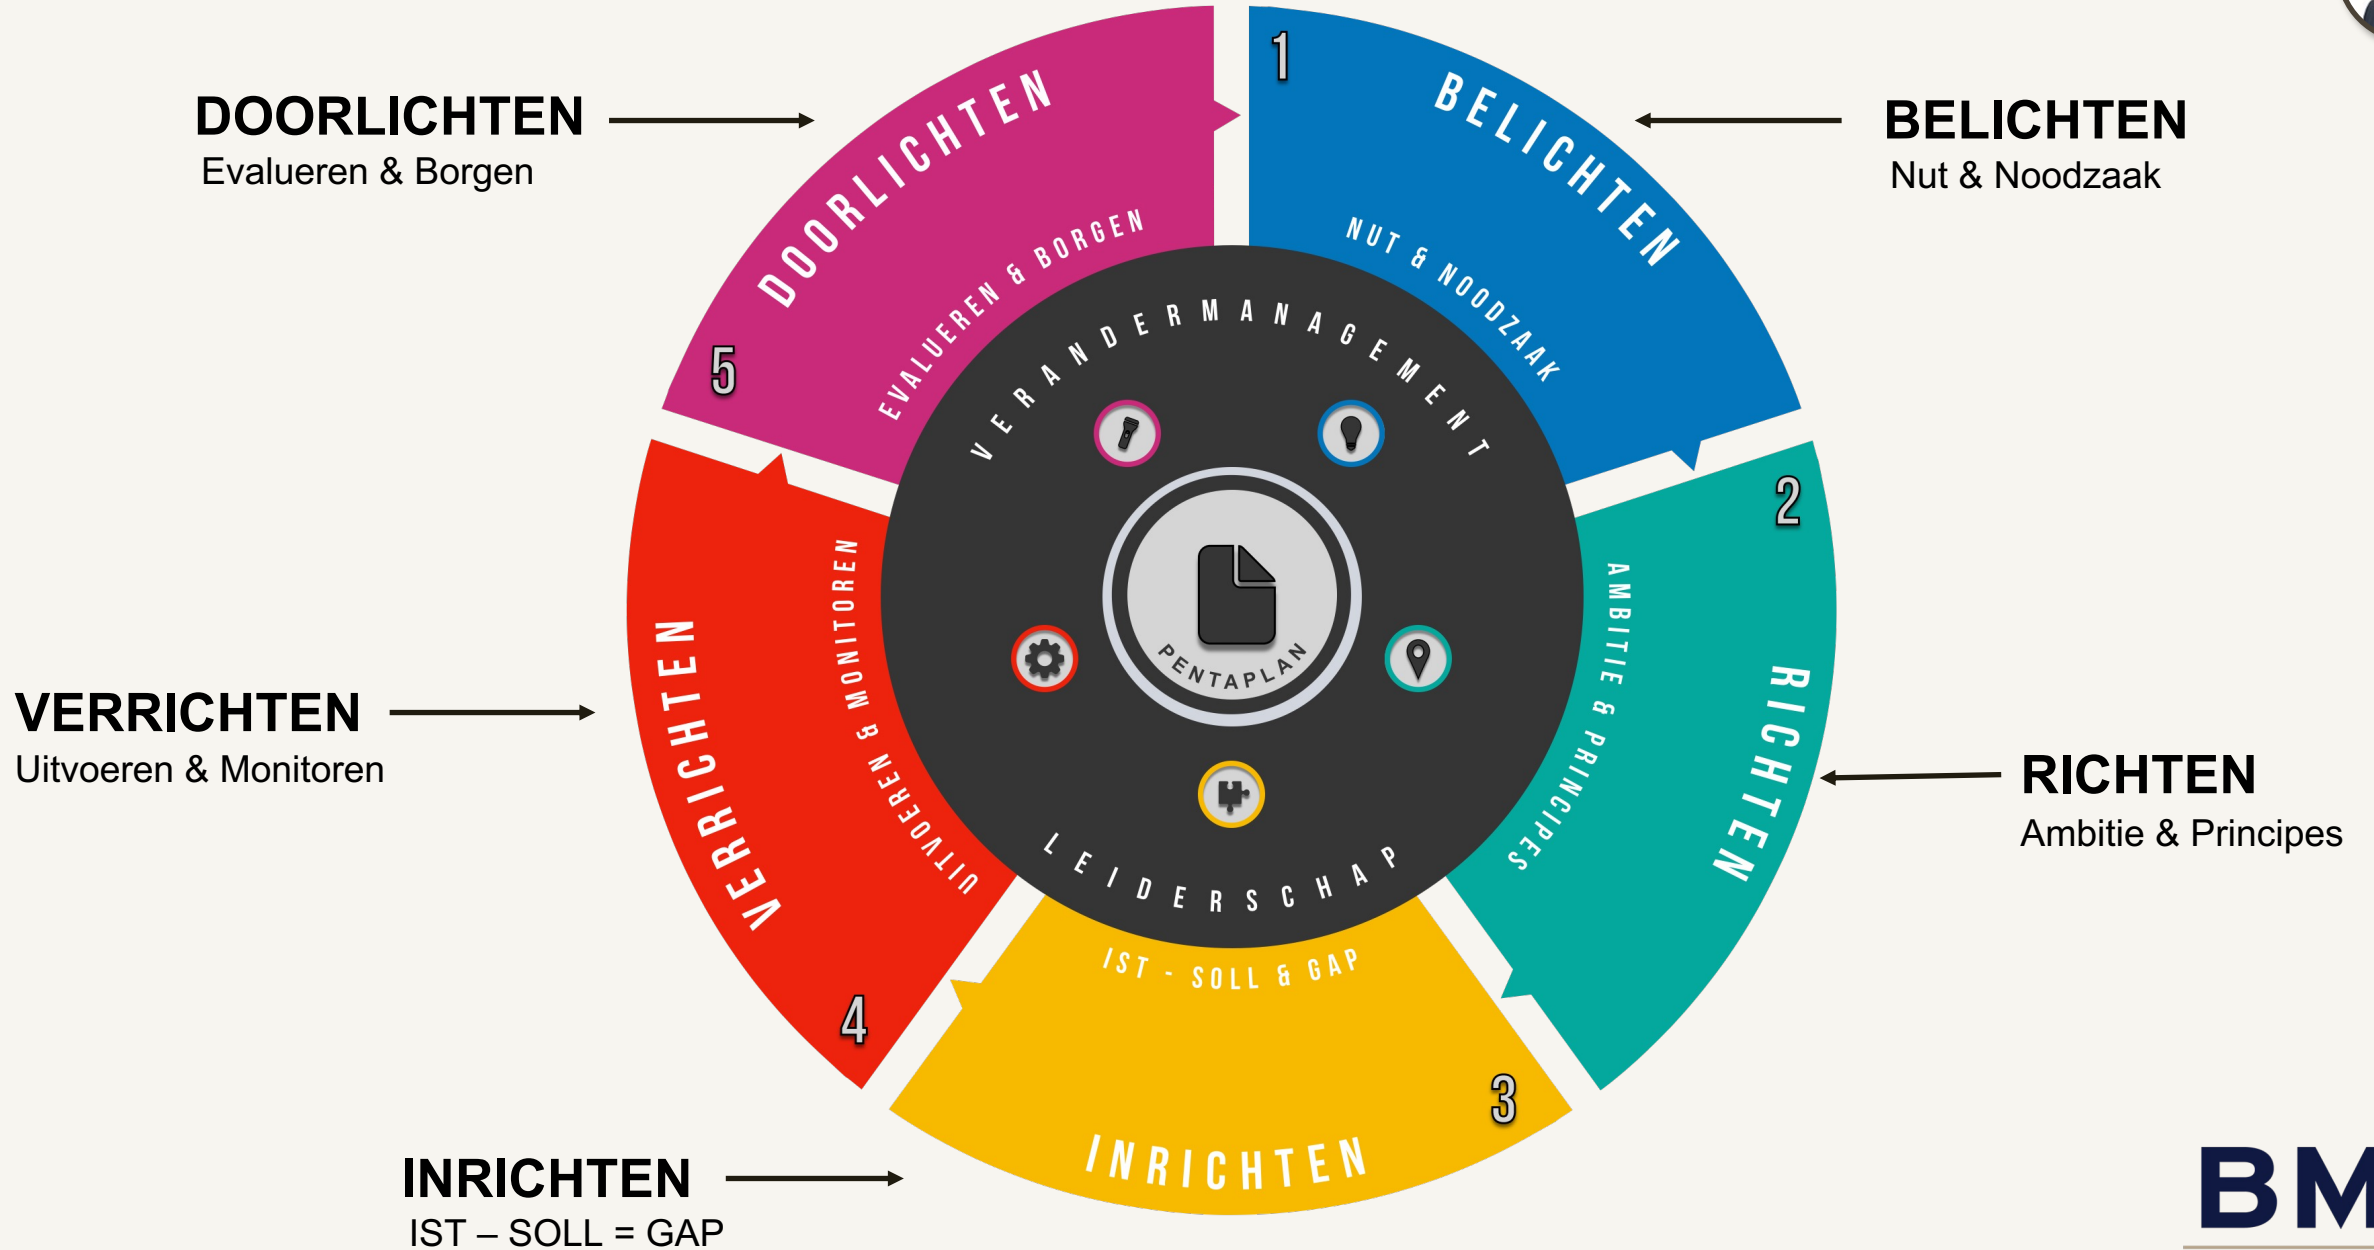 DOORLICHTEN
Evalueren & Borgen
BELICHTEN
Nut & Noodzaak
VERRICHTEN
Uitvoeren & Monitoren
RICHTEN
Ambitie & Principes
INRICHTEN
IST – SOLL = GAP
1
BELICHTEN
NUT & NOODZAAK
2
RICHTEN
AMBITIE & PRINCIPES
3
INRICHTEN
IST - SOLL & GAP
4
VERRICHTEN
UITVOEREN & MONITOREN
5
DOORLICHTEN
EVALUEREN & BORGEN
VERANDERMANAGEMENT
PENTAPLAN
LEIDERSCHAP
BM